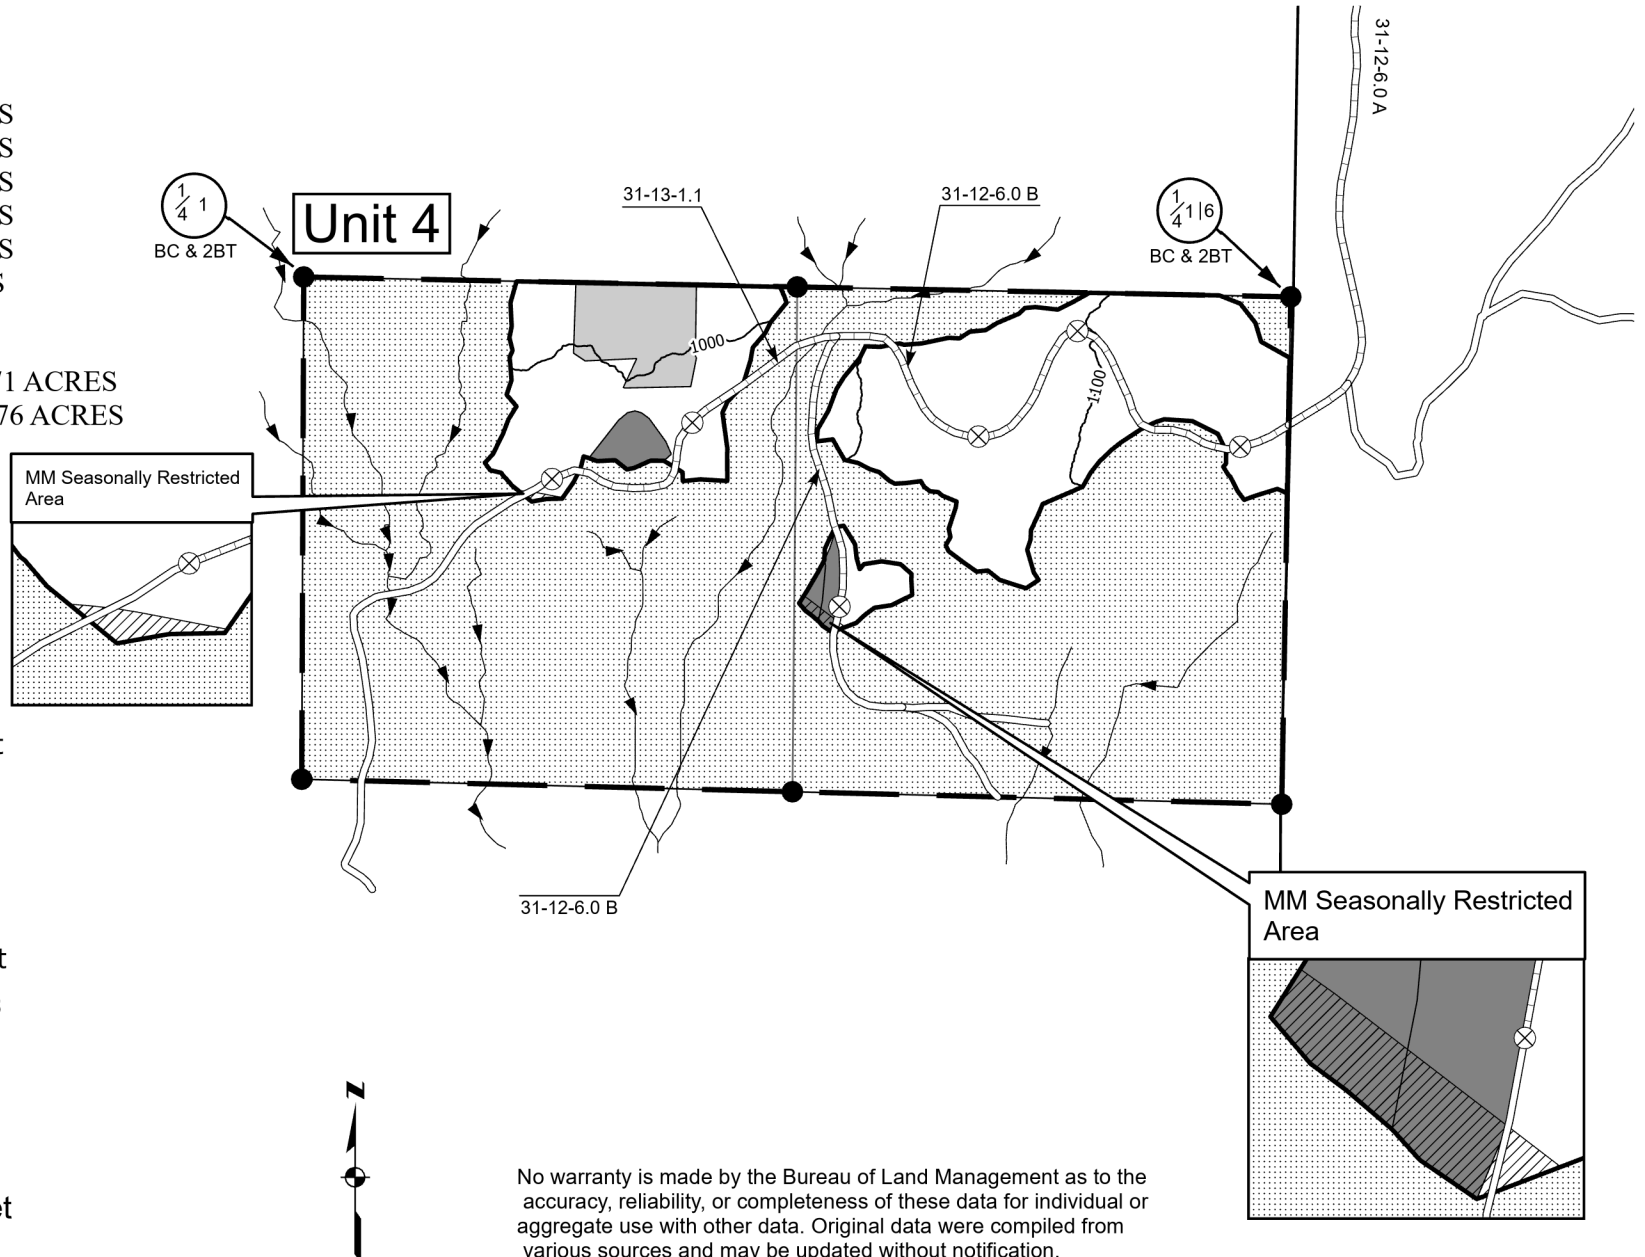 31-12-6.0 A
S
S
S
S
S
S
1
4 1
BC & 2BT
Unit 4
31-13-1.1
31-12-6.0 B
1
4 1|6
BC & 2BT
1000
1100
71 ACRES
76 ACRES
MM Seasonally Restricted
Area
31-12-6.0 B
MM Seasonally Restricted
Area
N
No warranty is made by the Bureau of Land Management as to the
accuracy, reliability, or completeness of these data for individual or
aggregate use with other data. Original data were compiled from
various sources and may be updated without notification.